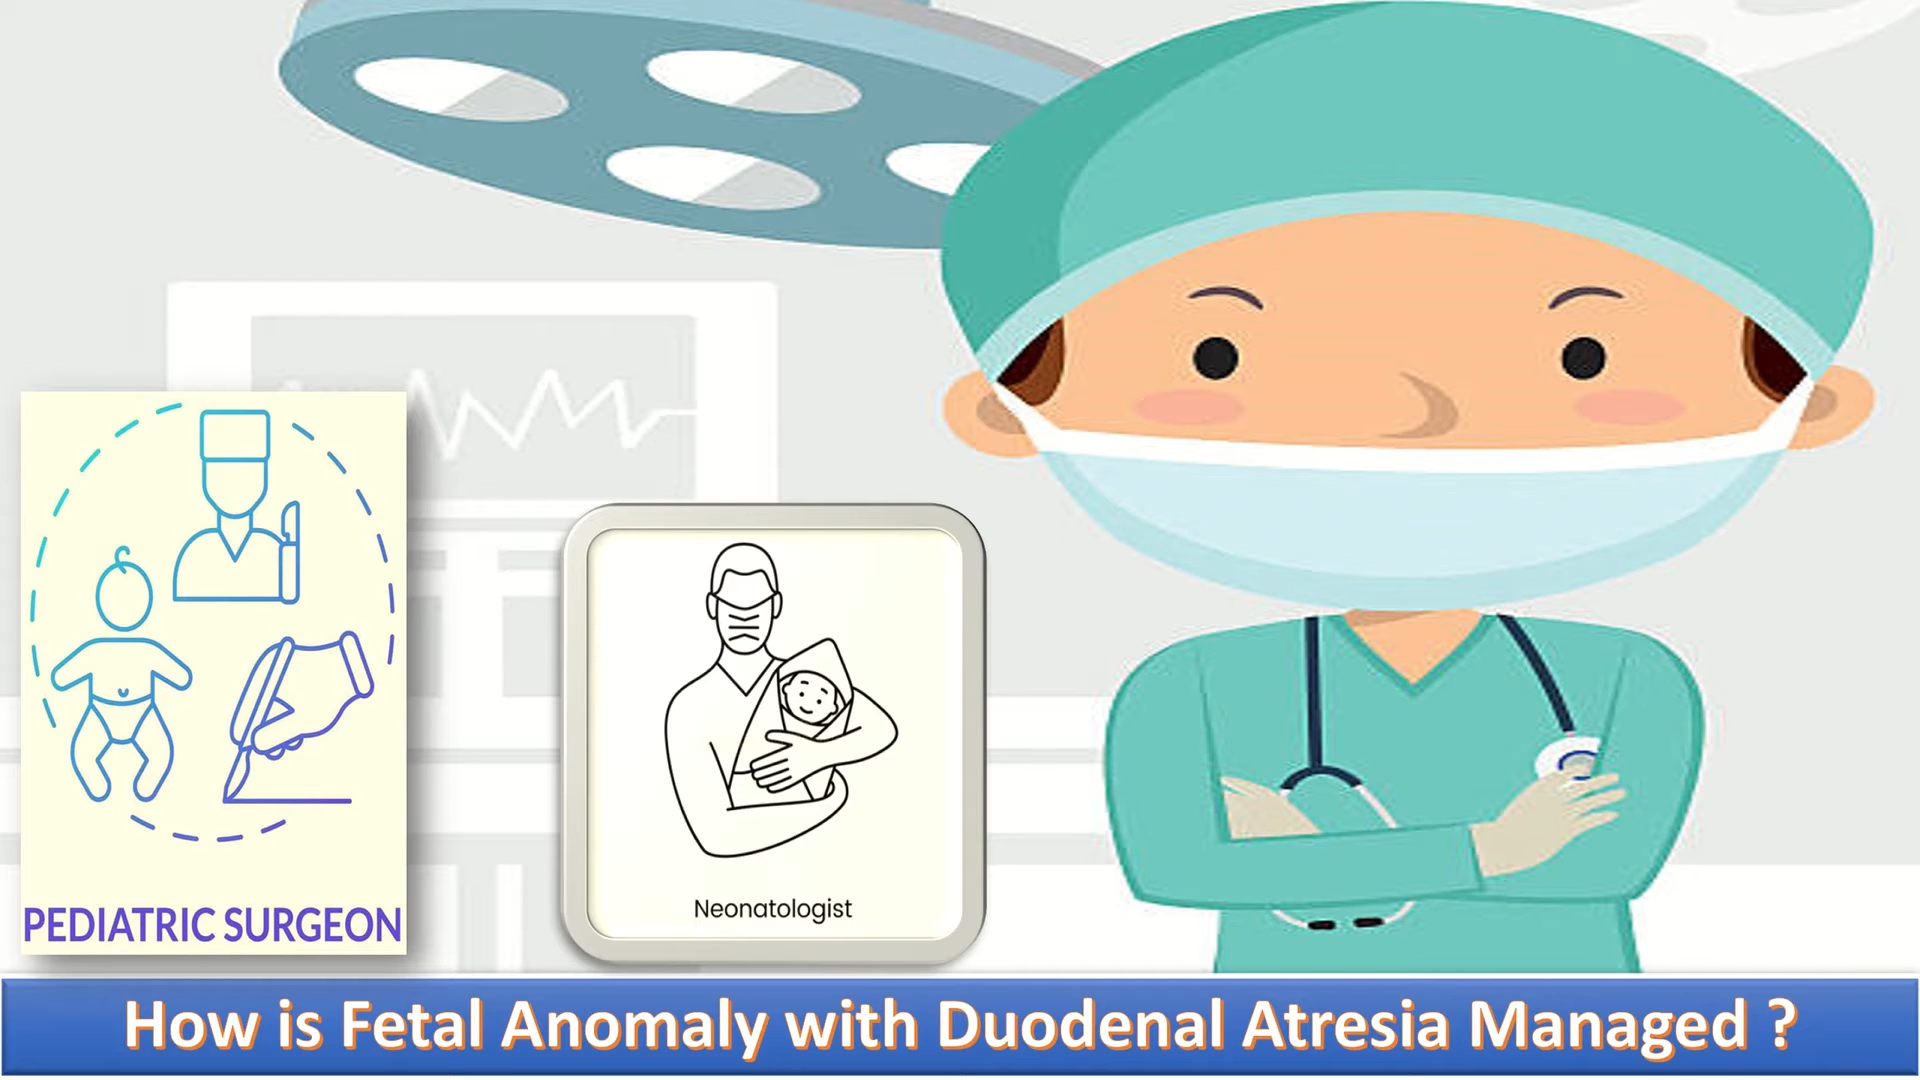 PEDIATRIC SURGEON
Neonatologist
How is Fetal Anomaly with Duodenal Atresia Managed ?